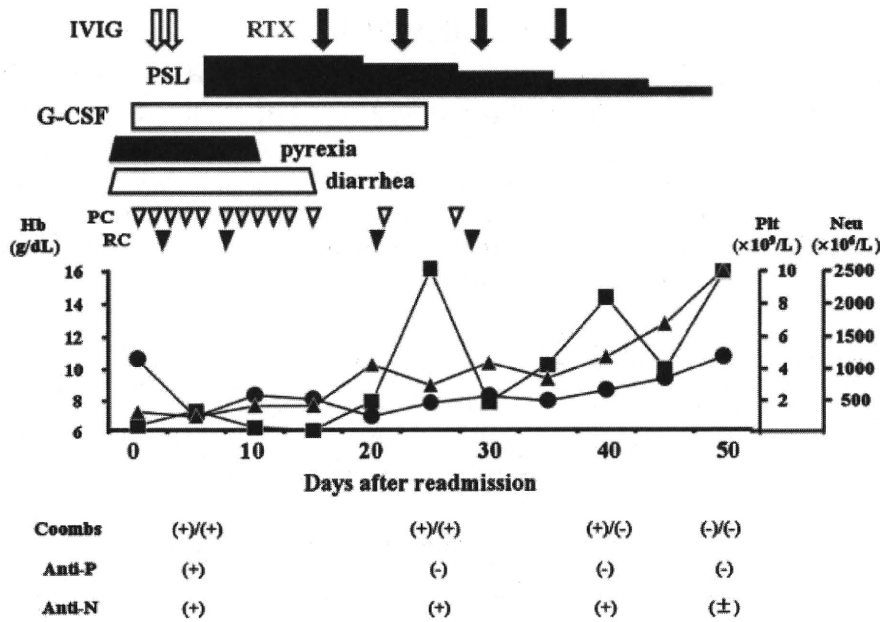 IVIG RTX
PSL
G-CSF
pyrexia
diarrhea
PC
RC
Hb
(g/dL)
Plt
(×10⁹/L)
Neu
(×10⁶/L)
16 10 2500
14 8 2000
12 6 1500
10 4 1000
8 2 500
6
0 10 20 30 40 50
Days after readmission
Coombs (+)/(+) (+)/(+) (+)/(-) (-)/(-)
Anti-P (+) (-) (-) (-)
Anti-N (+) (+) (+) (±)